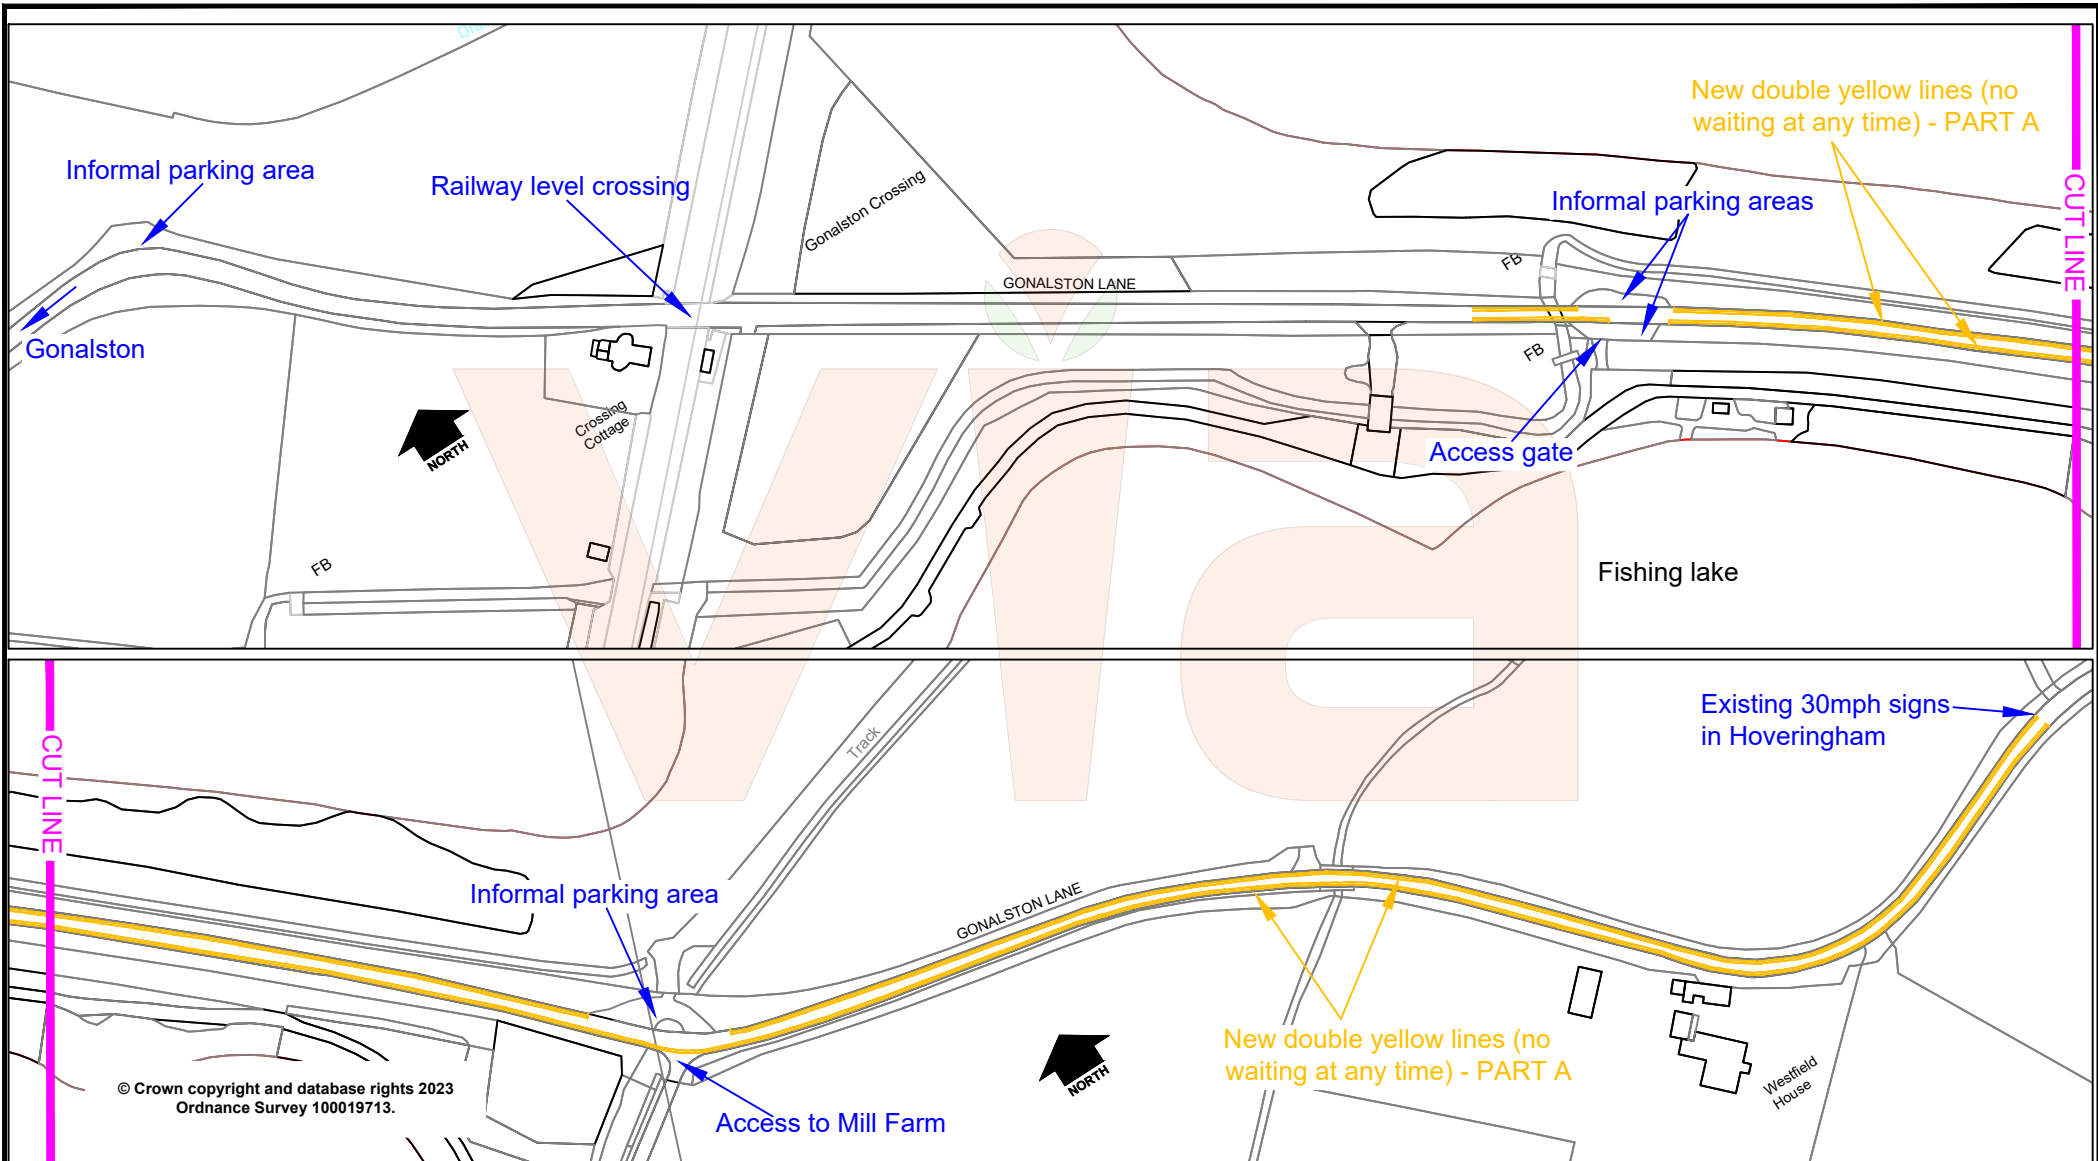 New double yellow lines (no
waiting at any time) - PART A
Informal parking area
Railway level crossing
Gonalston Crossing
Informal parking areas
CUT LINE
FB
GONALSTON LANE
Gonalston
FB
Crossing
Cottage
NORTH
Access gate
FB
Fishing lake
via
Existing 30mph signs
in Hoveringham
Track
CUT LINE
Informal parking area
GONALSTON LANE
New double yellow lines (no
waiting at any time) - PART A
NORTH
Westfield
House
© Crown copyright and database rights 2023
Ordnance Survey 100019713.
Access to Mill Farm